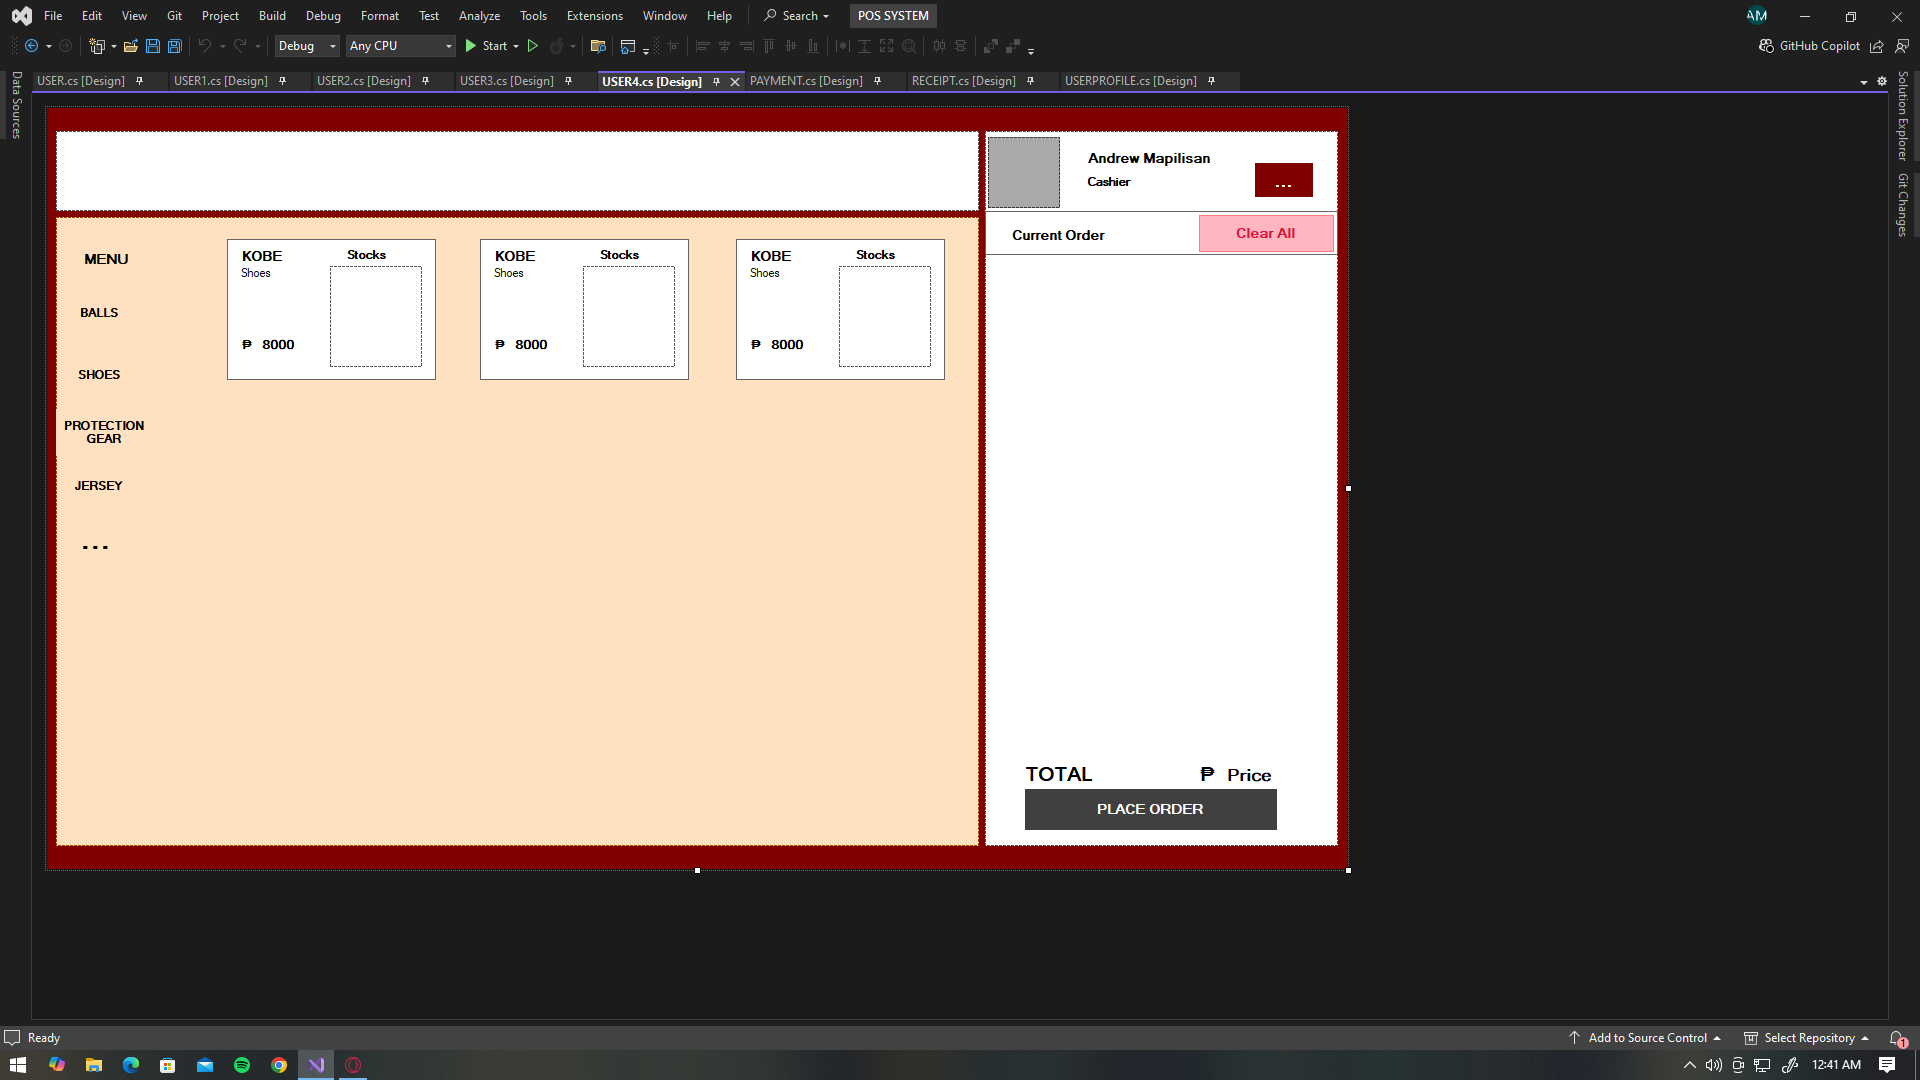 File Edit View Git Project Build Debug Format Test Analyze Tools Extensions Window Help Search POS SYSTEM AM
Debug Any CPU Start GitHub Copilot
USER.cs [Design] USER1.cs [Design] USER2.cs [Design] USER3.cs [Design] USER4.cs [Design] PAYMENT.cs [Design] RECEIPT.cs [Design] USERPROFILE.cs [Design]
Data Sources
Solution Explorer
Git Changes
Andrew Mapilisan
Cashier
...
Current Order
Clear All
MENU
BALLS
SHOES
PROTECTION
GEAR
JERSEY
...
KOBE Stocks
Shoes
₱ 8000
KOBE Stocks
Shoes
₱ 8000
KOBE Stocks
Shoes
₱ 8000
TOTAL ₱ Price
PLACE ORDER
Ready Add to Source Control Select Repository 1
12:41 AM